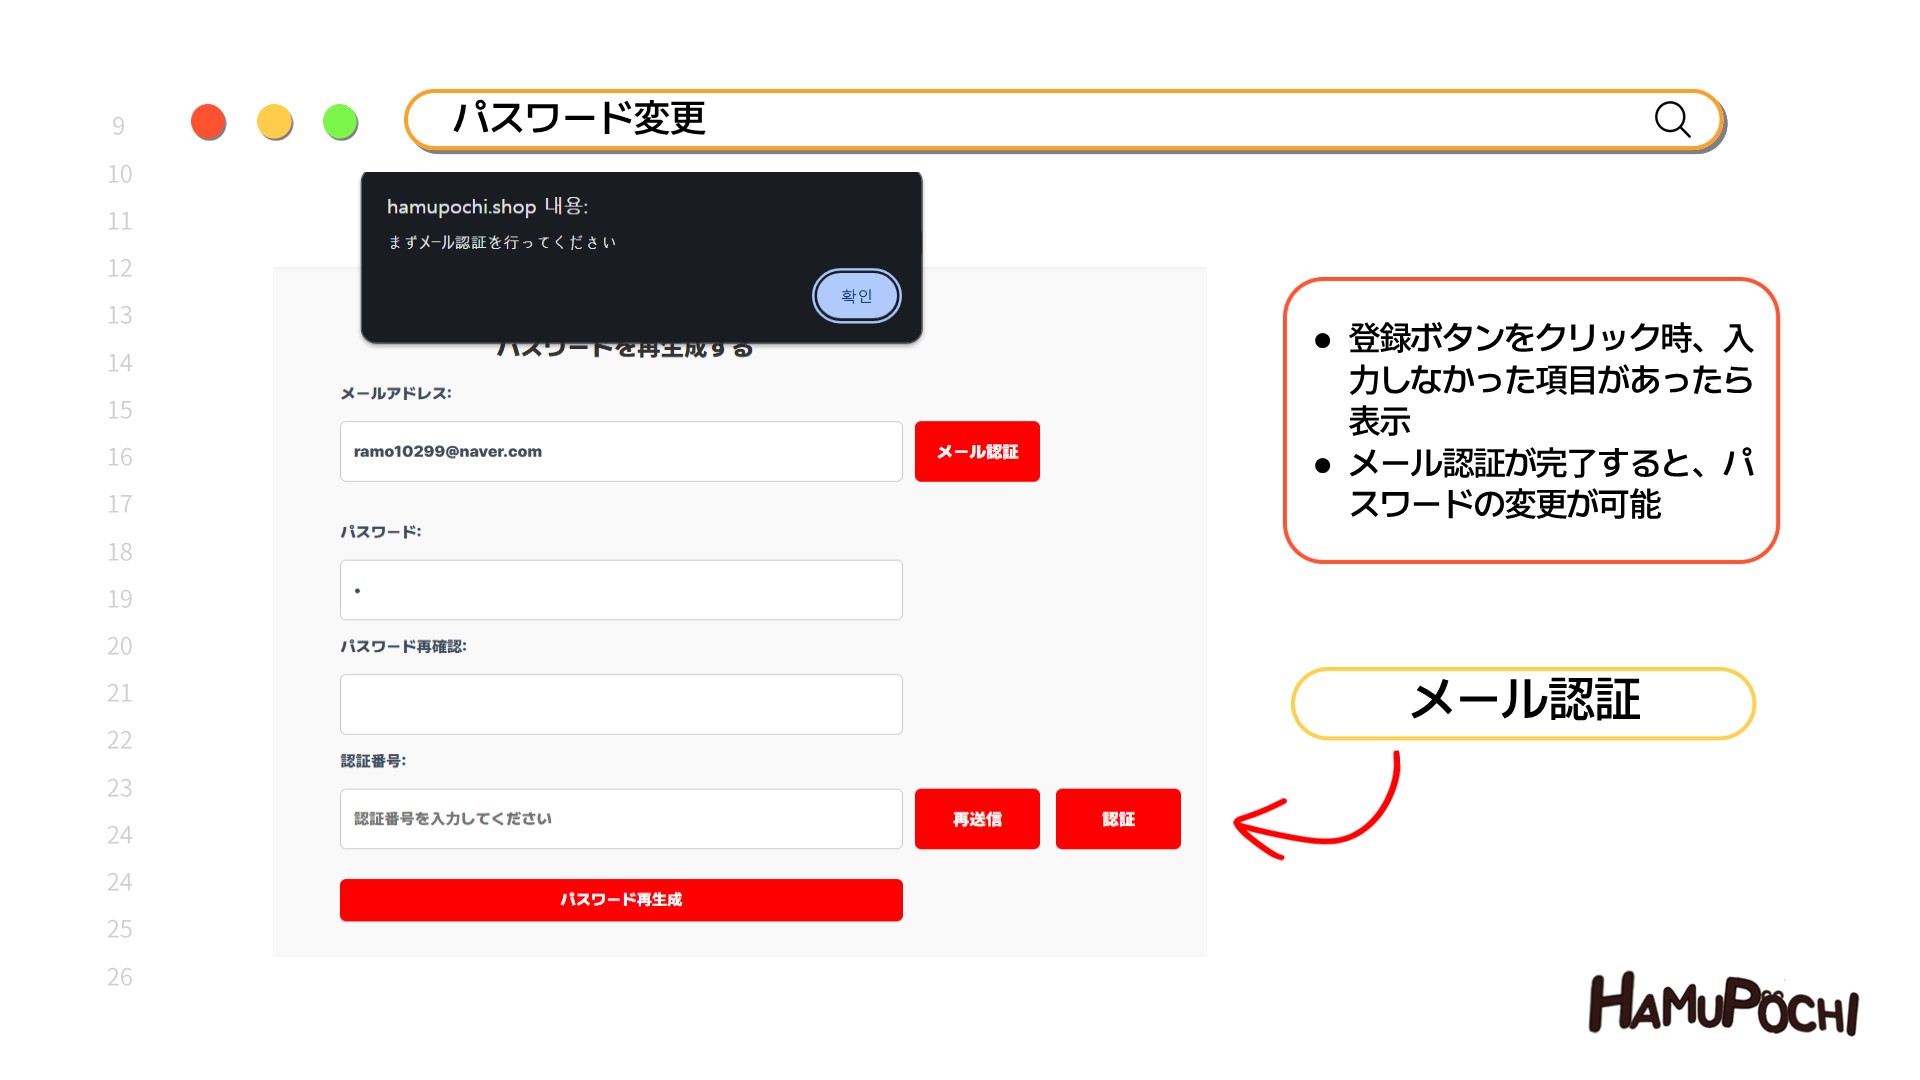 パスワード変更
9
10
11
12
13
14
15
16
17
18
19
20
21
22
23
24
24
25
26
hamupochi.shop 내용:
まずメール認証を行ってください
확인
パスワードを再生成する
メールアドレス:
ramo10299@naver.com
メール認証
パスワード:
パスワード再確認:
認証番号:
認証番号を入力してください
再送信
認証
パスワード再生成
● 登録ボタンをクリック時、入
力しなかった項目があったら
表示
● メール認証が完了すると、パ
スワードの変更が可能
メール認証
HAMUPOCHI